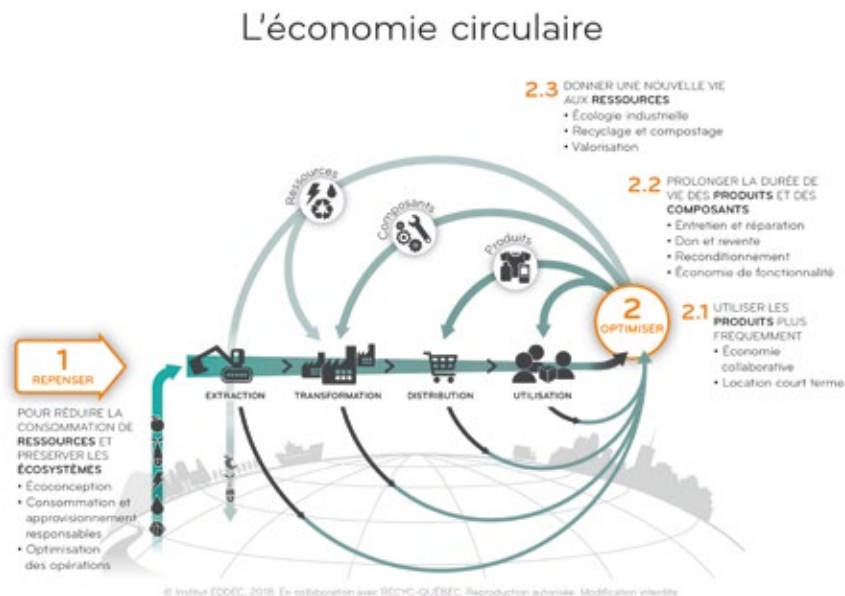 L'économie circulaire
2.3 DONNER UNE NOUVELLE VIE
AUX RESSOURCES
• Écologie industrielle
• Recyclage et compostage
• Valorisation
2.2 PROLONGER LA DURÉE DE
VIE DES PRODUITS ET DES
COMPOSANTS
• Entretien et réparation
• Don et revente
• Reconditionnement
• Économie de fonctionnalité
Ressources
Composants
Produits
2
OPTIMISER
2.1 UTILISER LES
PRODUITS PLUS
FRÉQUEMMENT
• Économie
collaborative
• Location court terme
1
REPENSER
EXTRACTION
TRANSFORMATION
DISTRIBUTION
UTILISATION
POUR RÉDUIRE LA
CONSOMMATION DE
RESSOURCES ET
PRÉSERVER LES
ÉCOSYSTÈMES
• Écoconception
• Consommation et
approvisionnement
responsables
• Optimisation
des opérations
© Institut EDDEC, 2018. En collaboration avec RECYC-QUÉBEC. Reproduction autorisée. Modification interdite